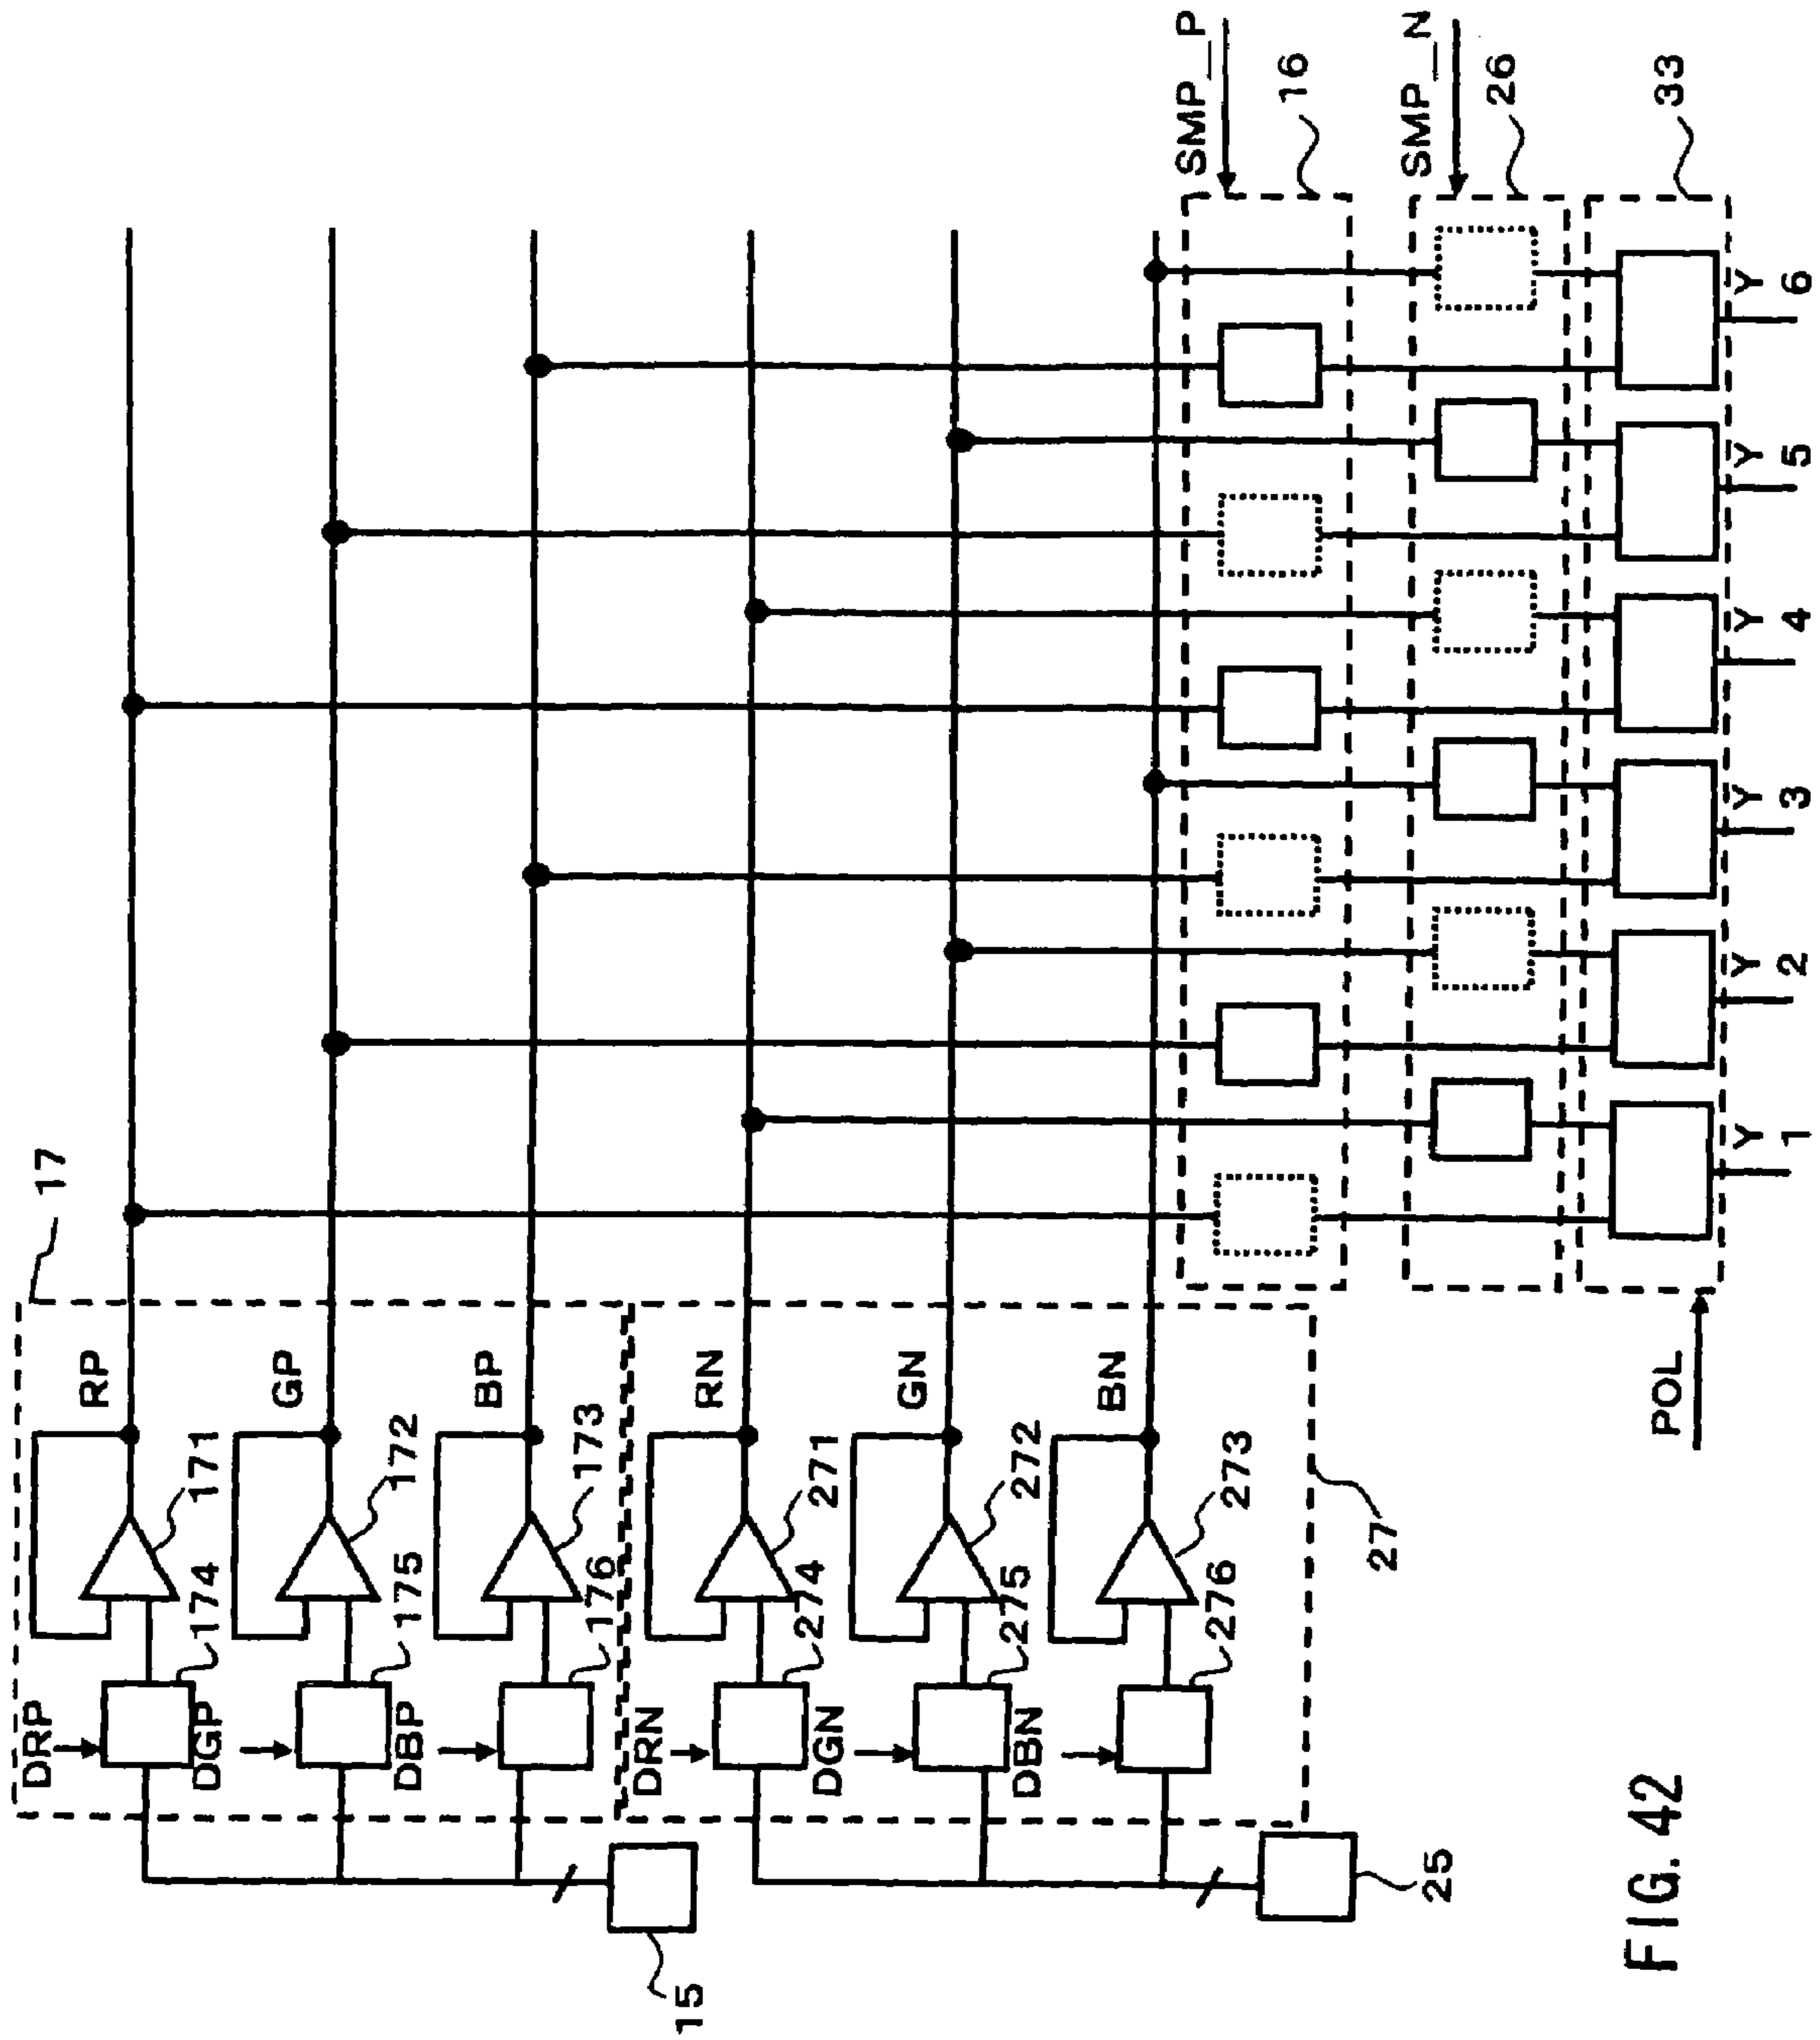 17
RP
GP
BP
RN
GN
BN
171
172
173
271
272
273
174
175
176
274
275
276
DRP
DGP
DBP
DRN
DGN
DBN
15
25
27
SMP_P
16
SMP_N
26
33
POL
Y1
Y2
Y3
Y4
Y5
Y6
FIG. 42